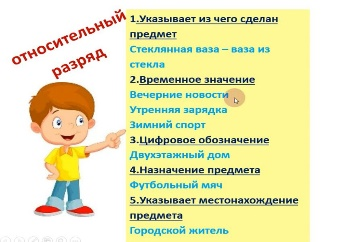 относительный
разряд
1.Указывает из чего сделан
предмет
Стеклянная ваза – ваза из
стекла
2.Временное значение
Вечерние новости
Утренняя зарядка
Зимний спорт
3.Цифровое обозначение
Двухэтажный дом
4.Назначение предмета
Футбольный мяч
5.Указывает местонахождение
предмета
Городской житель